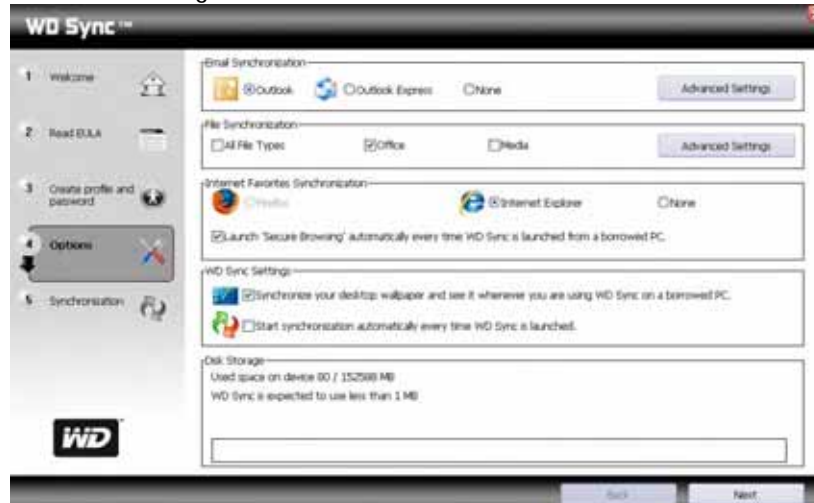 WD Sync™
1 Welcome
2 Read EULA
3 Create profile and
password
4 Options
5 Synchronization
WD
Email Synchronization
Outlook
Outlook Express
None
Advanced Settings
File Synchronization
All File Types
Office
Media
Advanced Settings
Internet Favorites Synchronization
Firefox
Internet Explorer
None
Launch 'Secure Browsing' automatically every time WD Sync is launched from a borrowed PC.
WD Sync Settings
Synchronize your desktop wallpaper and see it whenever you are using WD Sync on a borrowed PC.
Start synchronization automatically every time WD Sync is launched.
Disk Storage
Used space on device 80 / 152588 MB
WD Sync is expected to use less than 1 MB
Back
Next